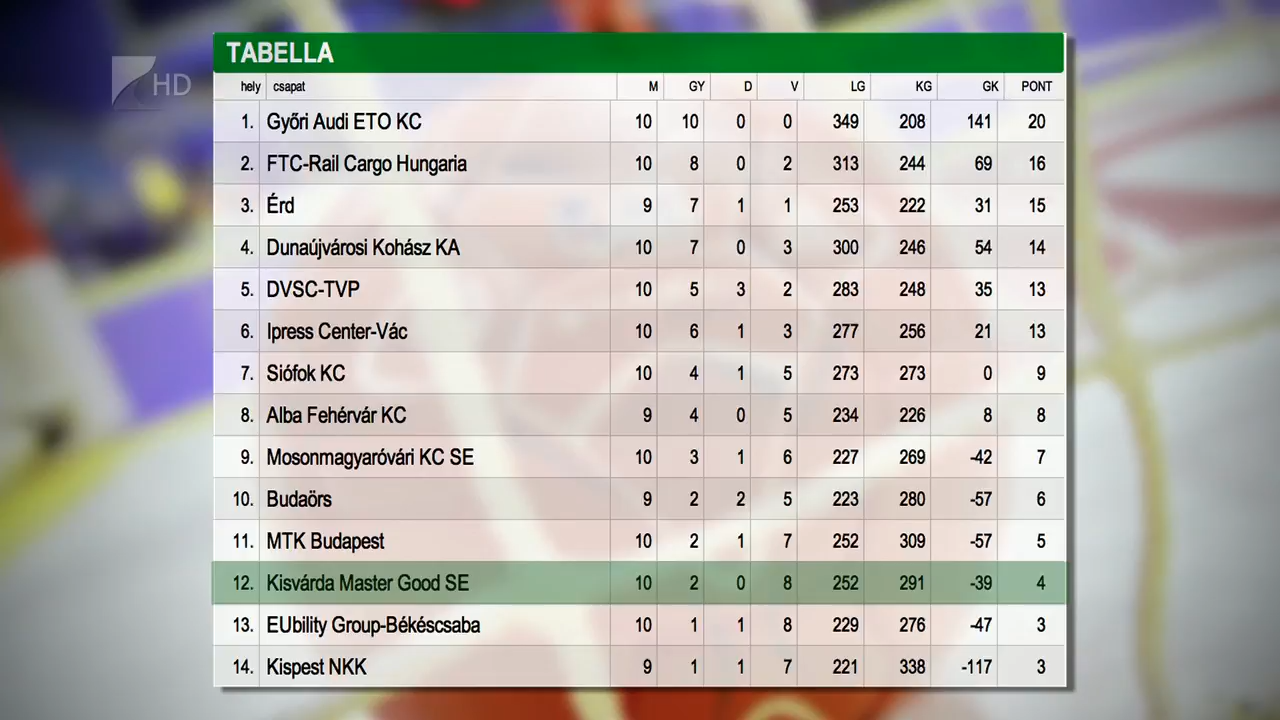 HD
TABELLA
hely csapat M GY D V LG KG GK PONT
1. Győri Audi ETO KC 10 10 0 0 349 208 141 20
2. FTC-Rail Cargo Hungaria 10 8 0 2 313 244 69 16
3. Érd 9 7 1 1 253 222 31 15
4. Dunaújvárosi Kohász KA 10 7 0 3 300 246 54 14
5. DVSC-TVP 10 5 3 2 283 248 35 13
6. Ipress Center-Vác 10 6 1 3 277 256 21 13
7. Siófok KC 10 4 1 5 273 273 0 9
8. Alba Fehérvár KC 9 4 0 5 234 226 8 8
9. Mosonmagyaróvári KC SE 10 3 1 6 227 269 -42 7
10. Budaörs 9 2 2 5 223 280 -57 6
11. MTK Budapest 10 2 1 7 252 309 -57 5
12. Kisvárda Master Good SE 10 2 0 8 252 291 -39 4
13. EUbility Group-Békéscsaba 10 1 1 8 229 276 -47 3
14. Kispest NKK 9 1 1 7 221 338 -117 3